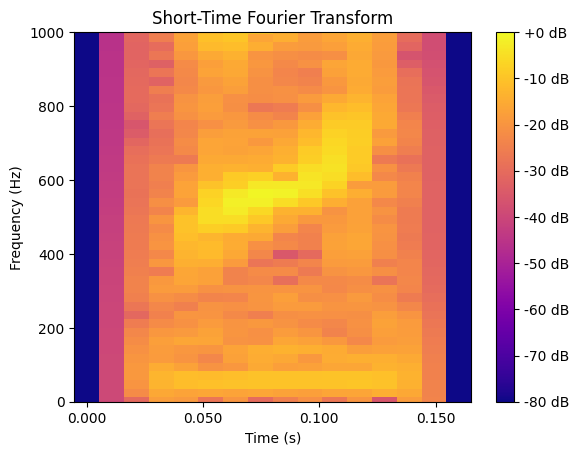 Short-Time Fourier Transform
Frequency (Hz)
1000
800
600
400
200
0
0.000 0.050 0.100 0.150
Time (s)
+0 dB
-10 dB
-20 dB
-30 dB
-40 dB
-50 dB
-60 dB
-70 dB
-80 dB